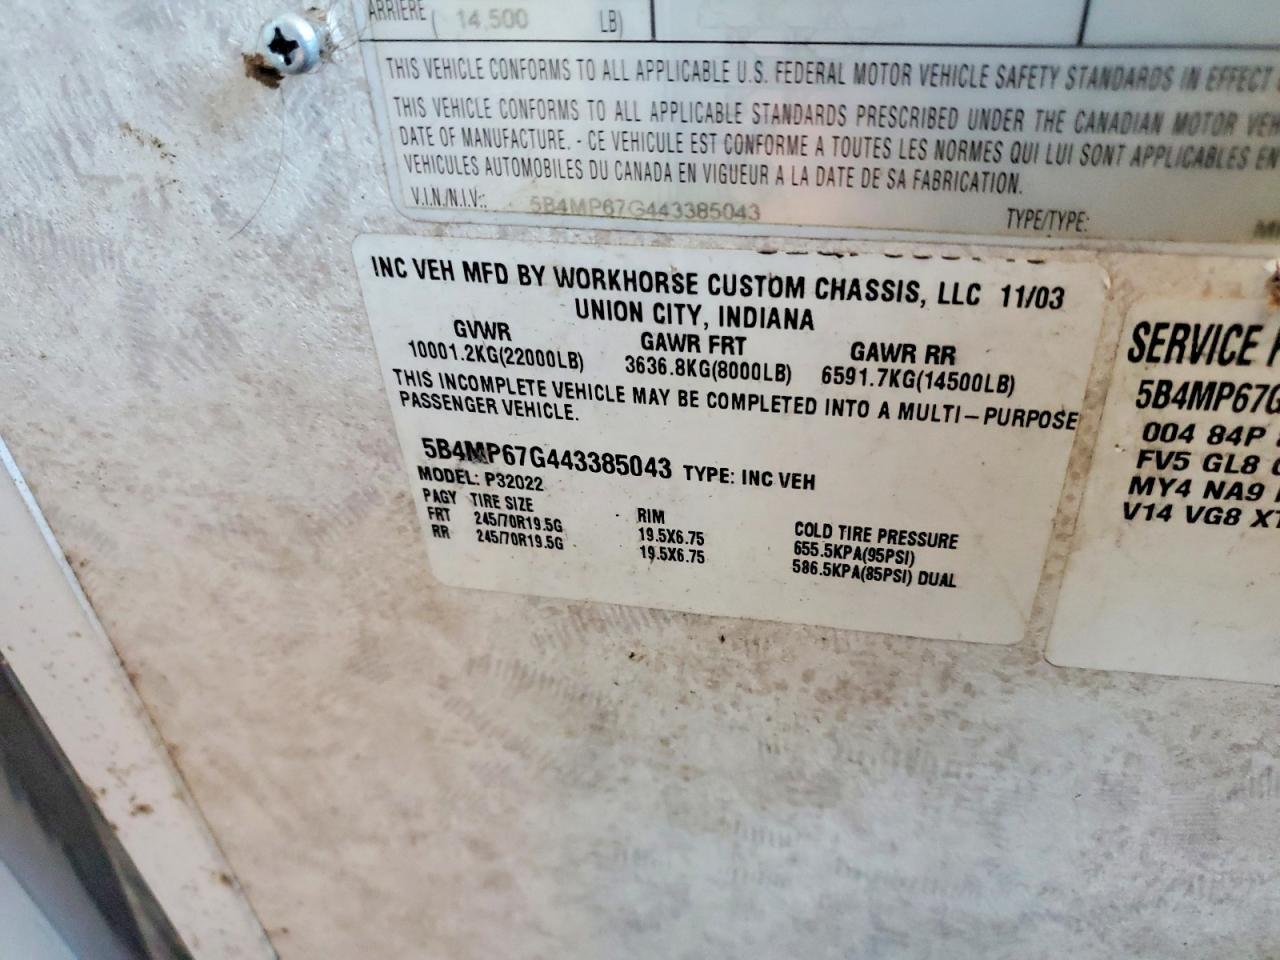 ARRIÈRE ( 14,500 LB)
THIS VEHICLE CONFORMS TO ALL APPLICABLE U.S. FEDERAL MOTOR VEHICLE SAFETY STANDARDS IN EFFECT
THIS VEHICLE CONFORMS TO ALL APPLICABLE STANDARDS PRESCRIBED UNDER THE CANADIAN MOTOR VEH
DATE OF MANUFACTURE. - CE VEHICULE EST CONFORME A TOUTES LES NORMES QUI LUI SONT APPLICABLES EN
VEHICULES AUTOMOBILES DU CANADA EN VIGUEUR A LA DATE DE SA FABRICATION.
V.I.N./N.I.V.: 5B4MP67G443385043 TYPE/TYPE:
INC VEH MFD BY WORKHORSE CUSTOM CHASSIS, LLC 11/03
UNION CITY, INDIANA
GVWR GAWR FRT GAWR RR
10001.2KG(22000LB) 3636.8KG(8000LB) 6591.7KG(14500LB)
THIS INCOMPLETE VEHICLE MAY BE COMPLETED INTO A MULTI-PURPOSE
PASSENGER VEHICLE.
5B4MP67G443385043 TYPE: INC VEH
MODEL: P32022
PAGY TIRE SIZE RIM COLD TIRE PRESSURE
FRT 245/70R19.5G 19.5X6.75 655.5KPA(95PSI)
RR 245/70R19.5G 19.5X6.75 586.5KPA(85PSI) DUAL
SERVICE
5B4MP67G
004 84P
FV5 GL8
MY4 NA9
V14 VG8